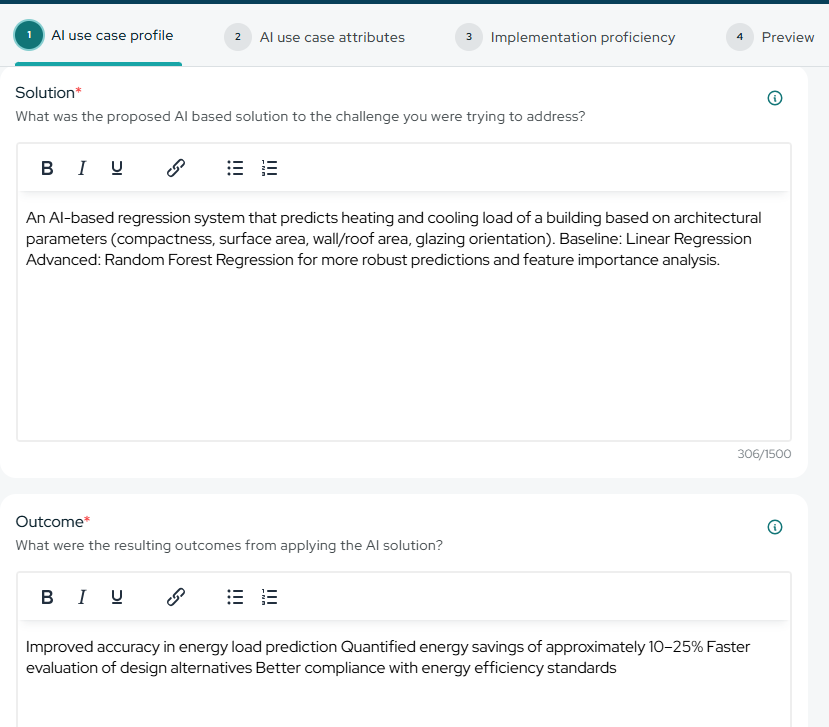 1 AI use case profile 2 AI use case attributes 3 Implementation proficiency 4 Preview
Solution*
What was the proposed AI based solution to the challenge you were trying to address?
B I U
An AI-based regression system that predicts heating and cooling load of a building based on architectural
parameters (compactness, surface area, wall/roof area, glazing orientation). Baseline: Linear Regression
Advanced: Random Forest Regression for more robust predictions and feature importance analysis.
306/1500
Outcome*
What were the resulting outcomes from applying the AI solution?
B I U
Improved accuracy in energy load prediction Quantified energy savings of approximately 10–25% Faster
evaluation of design alternatives Better compliance with energy efficiency standards